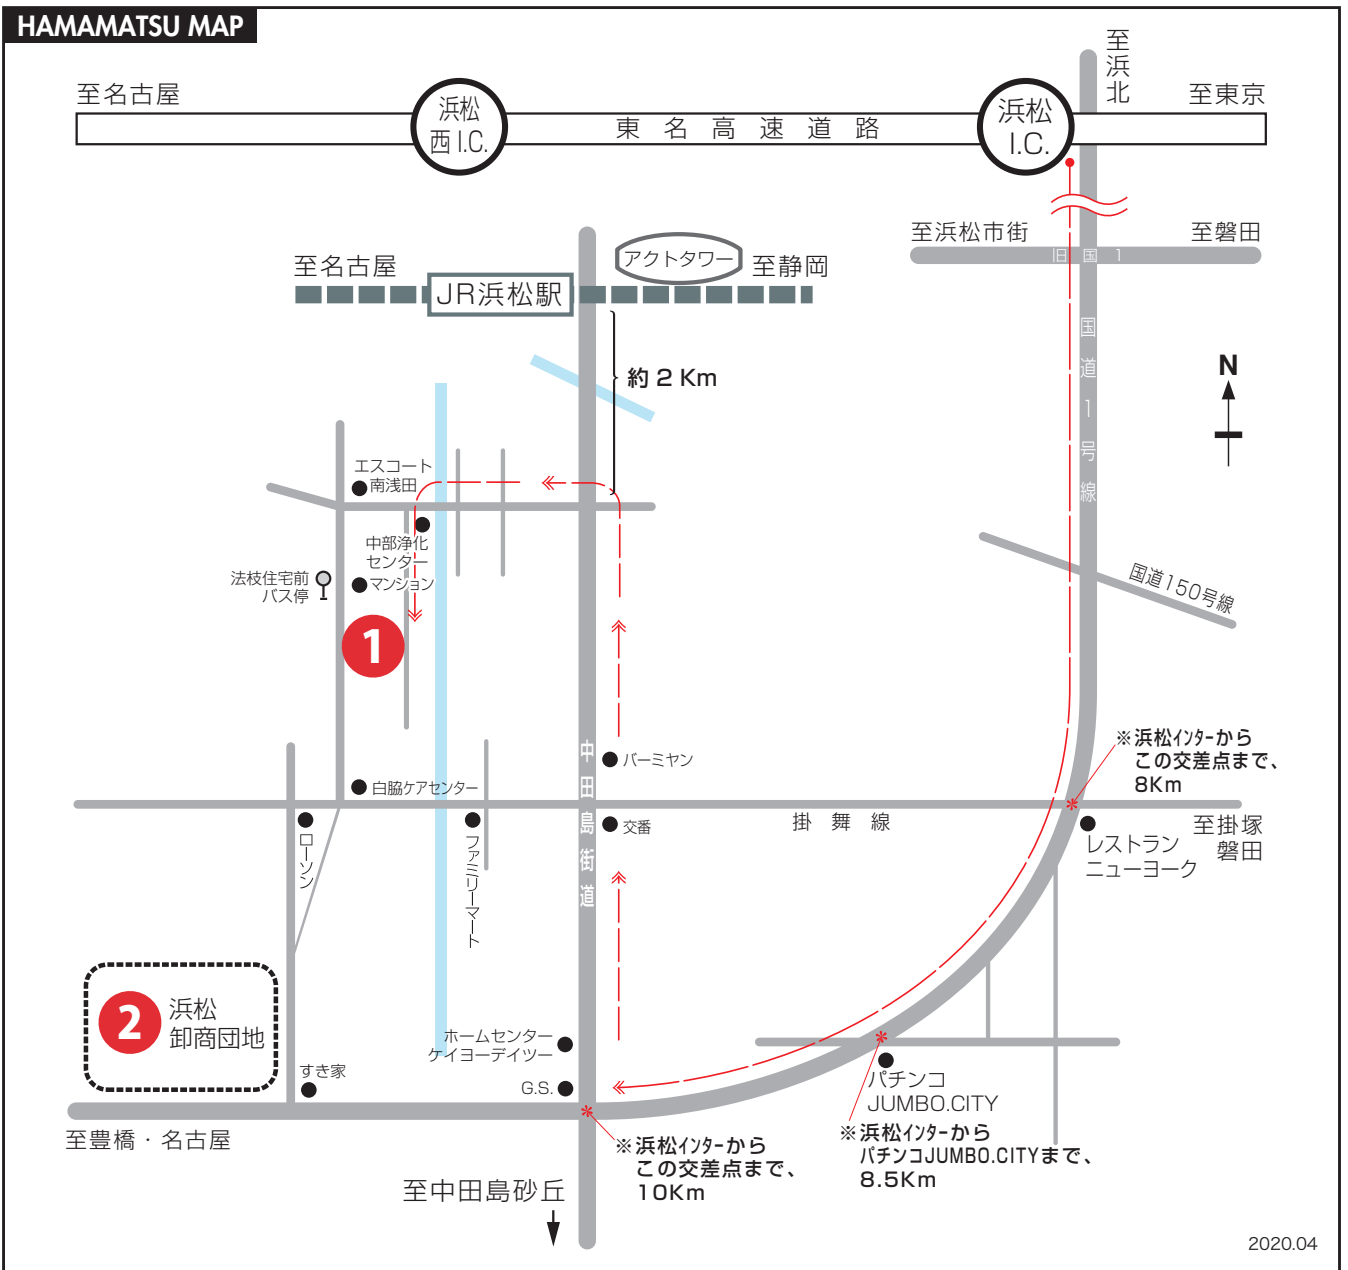 HAMAMATSU MAP
至浜北
至名古屋
浜松
西 I.C.
東名高速道路
浜松
I.C.
至東京
至浜松市街
至磐田
旧国1
アクトタワー
至名古屋
JR浜松駅
至静岡
国道1号線
約 2 Km
N
エスコート
南浅田
中部浄化
センター
法枝住宅前
バス停
マンション
国道150号線
1
中田島街道
バーミヤン
※浜松インターから
この交差点まで、
8Km
白脇ケアセンター
ローソン
ファミリーマート
交番
掛舞線
至掛塚
磐田
レストラン
ニューヨーク
2
浜松
卸商団地
ホームセンター
ケイヨーデイツー
すき家
G.S.
パチンコ
JUMBO.CITY
至豊橋・名古屋
※浜松インターから
この交差点まで、
10Km
※浜松インターから
パチンコJUMBO.CITYまで、
8.5Km
至中田島砂丘
2020.04